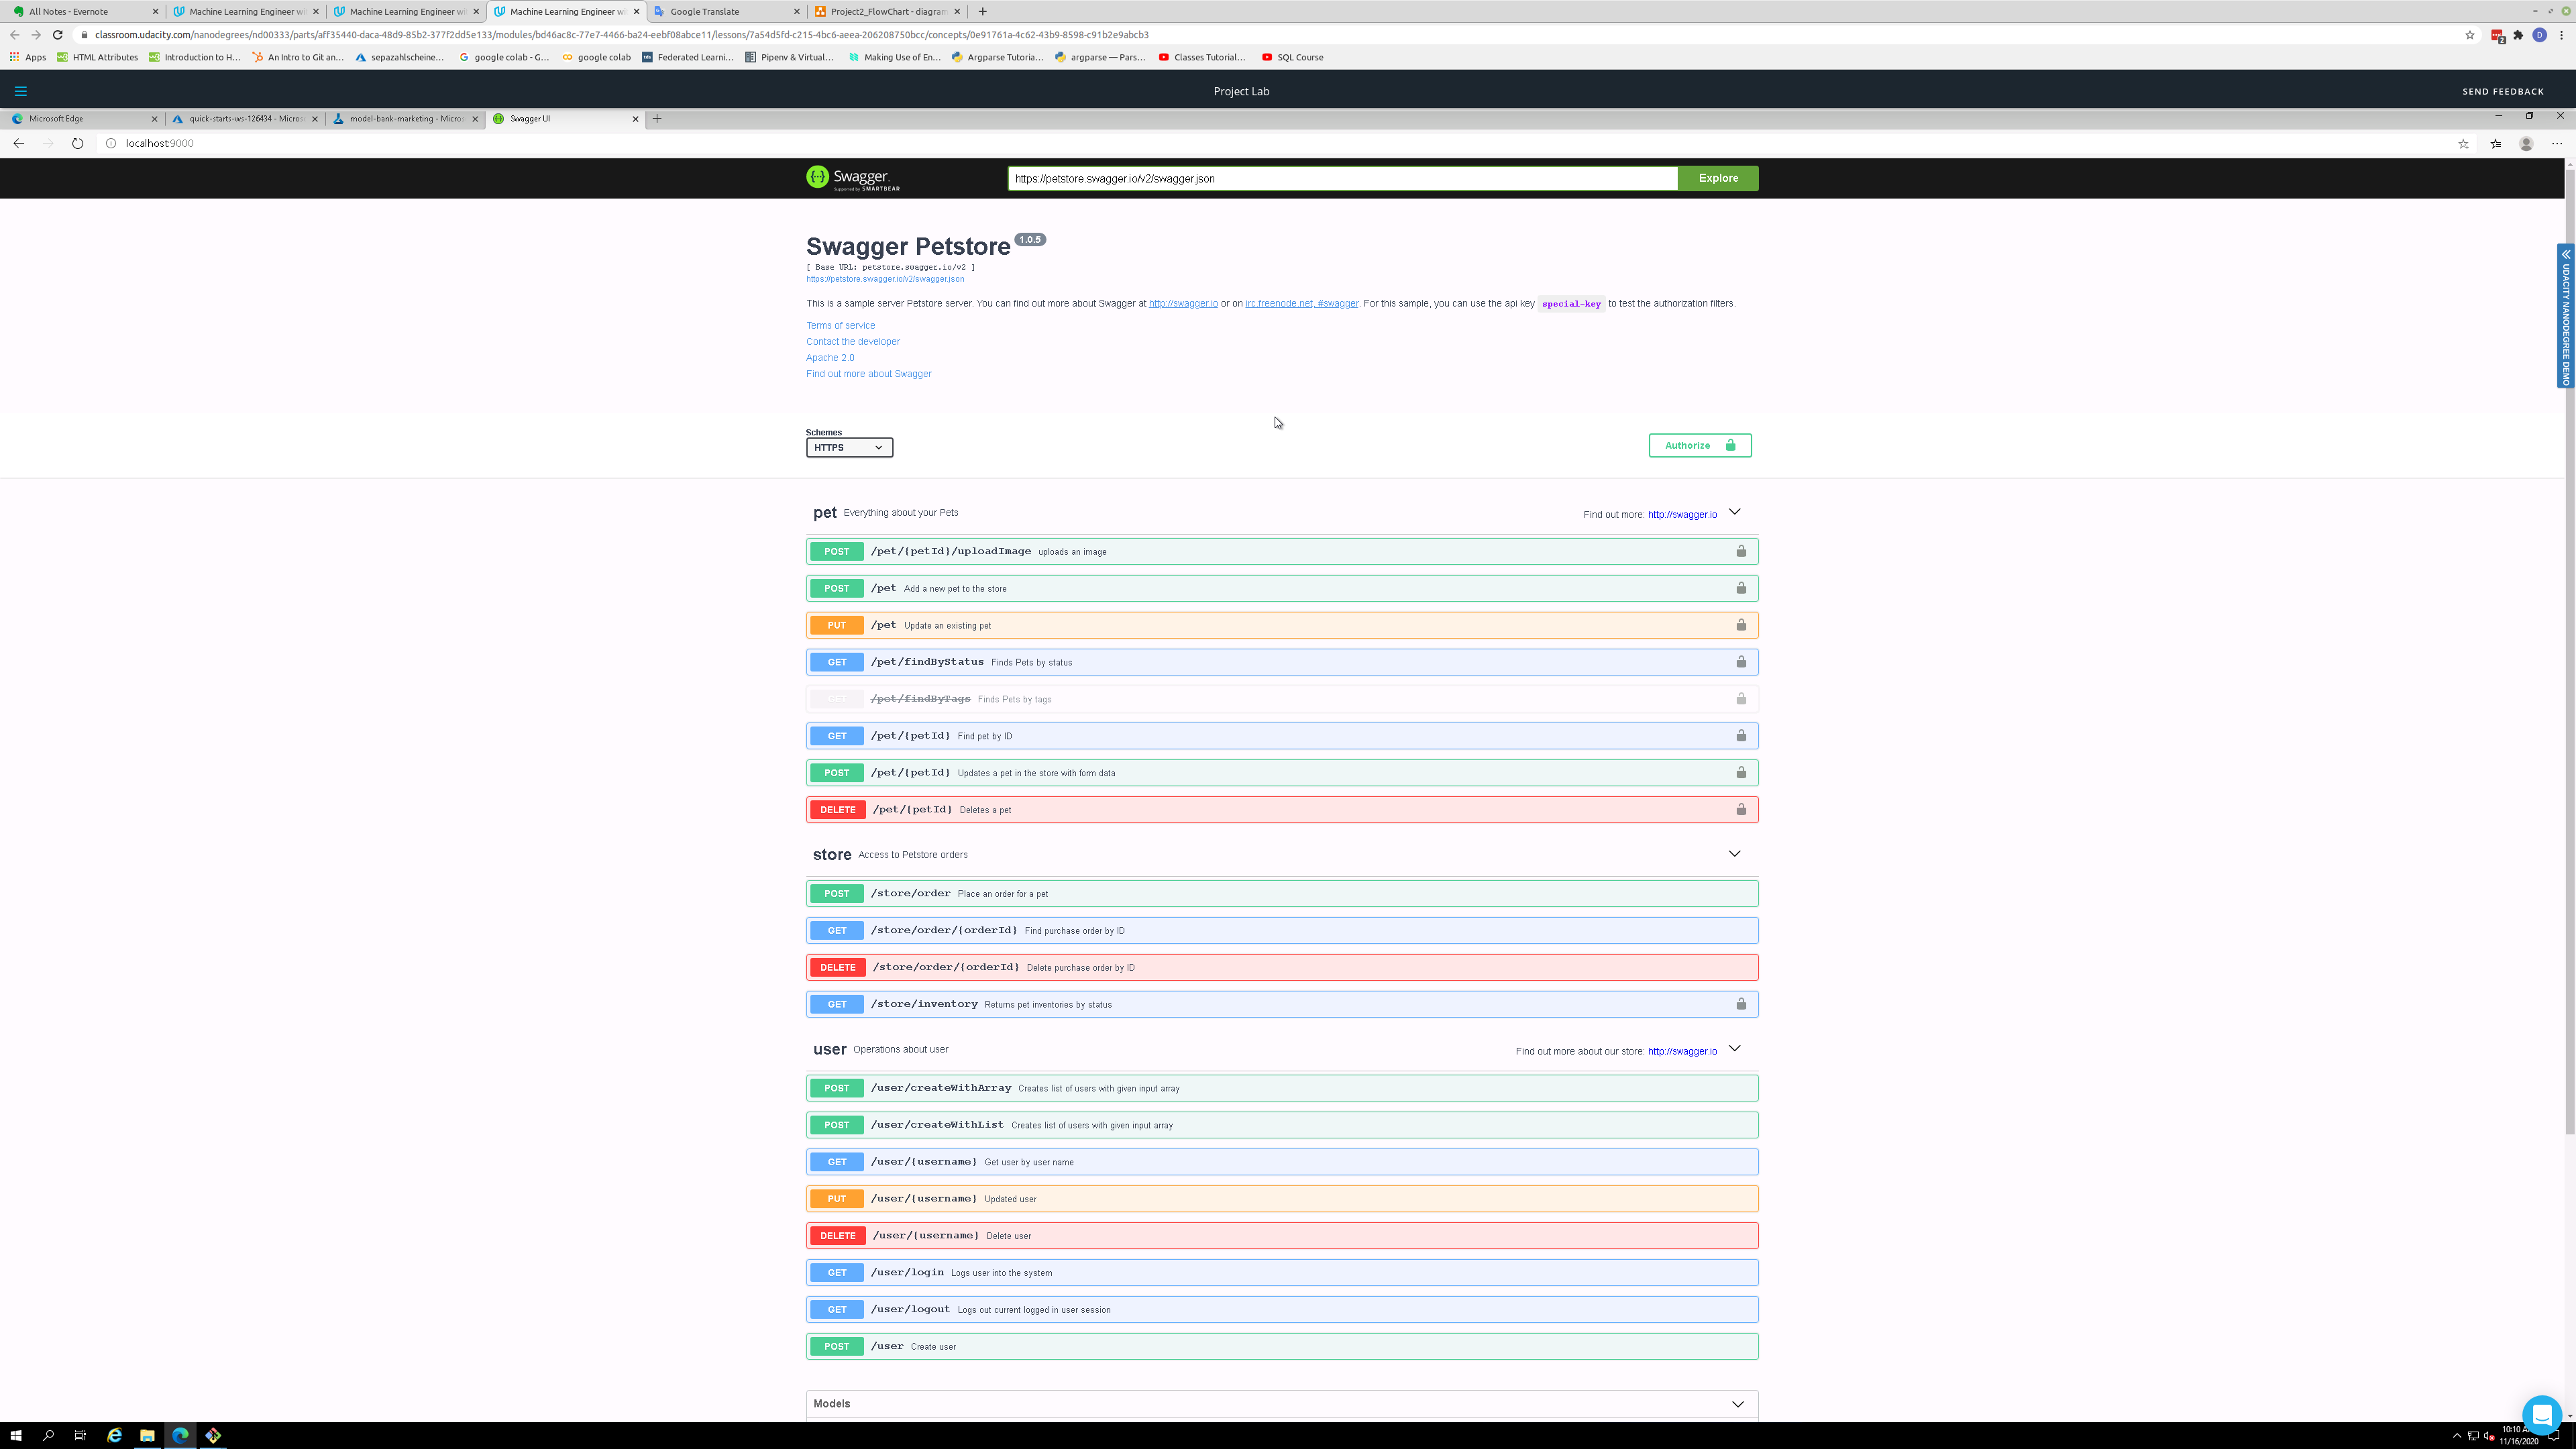 All Notes - Evernote
Machine Learning Engineer wi
Machine Learning Engineer wi
Machine Learning Engineer wi
Google Translate
Project2_FlowChart - diagram
classroom.udacity.com/nanodegrees/nd00333/parts/aff35440-daca-48d9-85b2-377f2dd5e133/modules/bd46ac8c-77e7-4466-ba24-eebf08abce11/lessons/7a54d5fd-c215-4bc6-aeea-206208750bcc/concepts/0e91761a-4c62-43b9-8598-c91b2e9abcb3
Apps
HTML Attributes
Introduction to H...
An Intro to Git an...
sepazahlscheine...
google colab - G...
google colab
Federated Learni...
Pipenv & Virtual...
Making Use of En...
Argparse Tutoria...
argparse — Pars...
Classes Tutorial...
SQL Course
Project Lab
SEND FEEDBACK
Microsoft Edge
quick-starts-ws-126434 - Micros
model-bank-marketing - Micros
Swagger UI
localhost:9000
Swagger.
Supported by SMARTBEAR
https://petstore.swagger.io/v2/swagger.json
Explore
Swagger Petstore 1.0.5
[ Base URL: petstore.swagger.io/v2 ]
https://petstore.swagger.io/v2/swagger.json
This is a sample server Petstore server. You can find out more about Swagger at http://swagger.io or on irc.freenode.net, #swagger. For this sample, you can use the api key special-key to test the authorization filters.
Terms of service
Contact the developer
Apache 2.0
Find out more about Swagger
UDACITY NANODEGREE DEMO
Schemes
HTTPS
Authorize
pet Everything about your Pets
Find out more: http://swagger.io
POST /pet/{petId}/uploadImage uploads an image
POST /pet Add a new pet to the store
PUT /pet Update an existing pet
GET /pet/findByStatus Finds Pets by status
GET /pet/findByTags Finds Pets by tags
GET /pet/{petId} Find pet by ID
POST /pet/{petId} Updates a pet in the store with form data
DELETE /pet/{petId} Deletes a pet
store Access to Petstore orders
POST /store/order Place an order for a pet
GET /store/order/{orderId} Find purchase order by ID
DELETE /store/order/{orderId} Delete purchase order by ID
GET /store/inventory Returns pet inventories by status
user Operations about user
Find out more about our store: http://swagger.io
POST /user/createWithArray Creates list of users with given input array
POST /user/createWithList Creates list of users with given input array
GET /user/{username} Get user by user name
PUT /user/{username} Updated user
DELETE /user/{username} Delete user
GET /user/login Logs user into the system
GET /user/logout Logs out current logged in user session
POST /user Create user
Models
10:10 A
11/16/2020